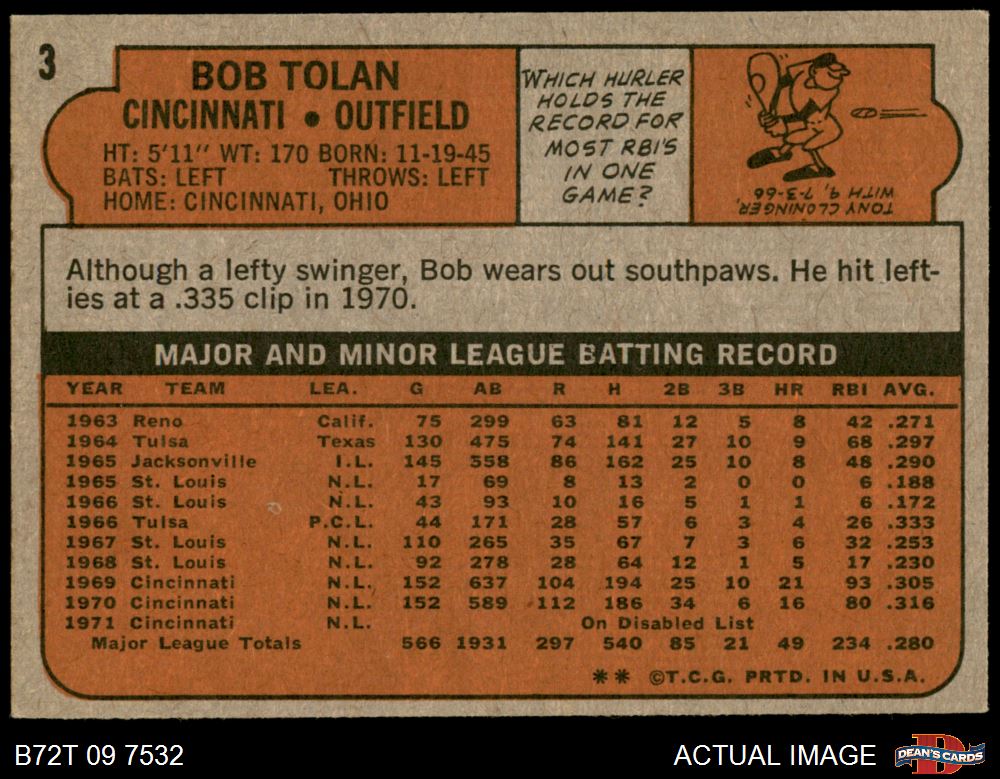 3
BOB TOLAN
CINCINNATI • OUTFIELD
HT: 5'11" WT: 170 BORN: 11-19-45
BATS: LEFT THROWS: LEFT
HOME: CINCINNATI, OHIO
WHICH HURLER
HOLDS THE
RECORD FOR
MOST RBI'S
IN ONE
GAME?
TONY CLONINGER,
WITH 9, 7-3-66
Although a lefty swinger, Bob wears out southpaws. He hit left-
ies at a .335 clip in 1970.
MAJOR AND MINOR LEAGUE BATTING RECORD
YEAR TEAM LEA. G AB R H 2B 3B HR RBI AVG.
1963 Reno Calif. 75 299 63 81 12 5 8 42 .271
1964 Tulsa Texas 130 475 74 141 27 10 9 68 .297
1965 Jacksonville I.L. 145 558 86 162 25 10 8 48 .290
1965 St. Louis N.L. 17 69 8 13 2 0 0 6 .188
1966 St. Louis N.L. 43 93 10 16 5 1 1 6 .172
1966 Tulsa P.C.L. 44 171 28 57 6 3 4 26 .333
1967 St. Louis N.L. 110 265 35 67 7 3 6 32 .253
1968 St. Louis N.L. 92 278 28 64 12 1 5 17 .230
1969 Cincinnati N.L. 152 637 104 194 25 10 21 93 .305
1970 Cincinnati N.L. 152 589 112 186 34 6 16 80 .316
1971 Cincinnati N.L. On Disabled List
Major League Totals 566 1931 297 540 85 21 49 234 .280
** ©T.C.G. PRTD. IN U.S.A.
B72T 09 7532
ACTUAL IMAGE
D
DEAN'S CARDS